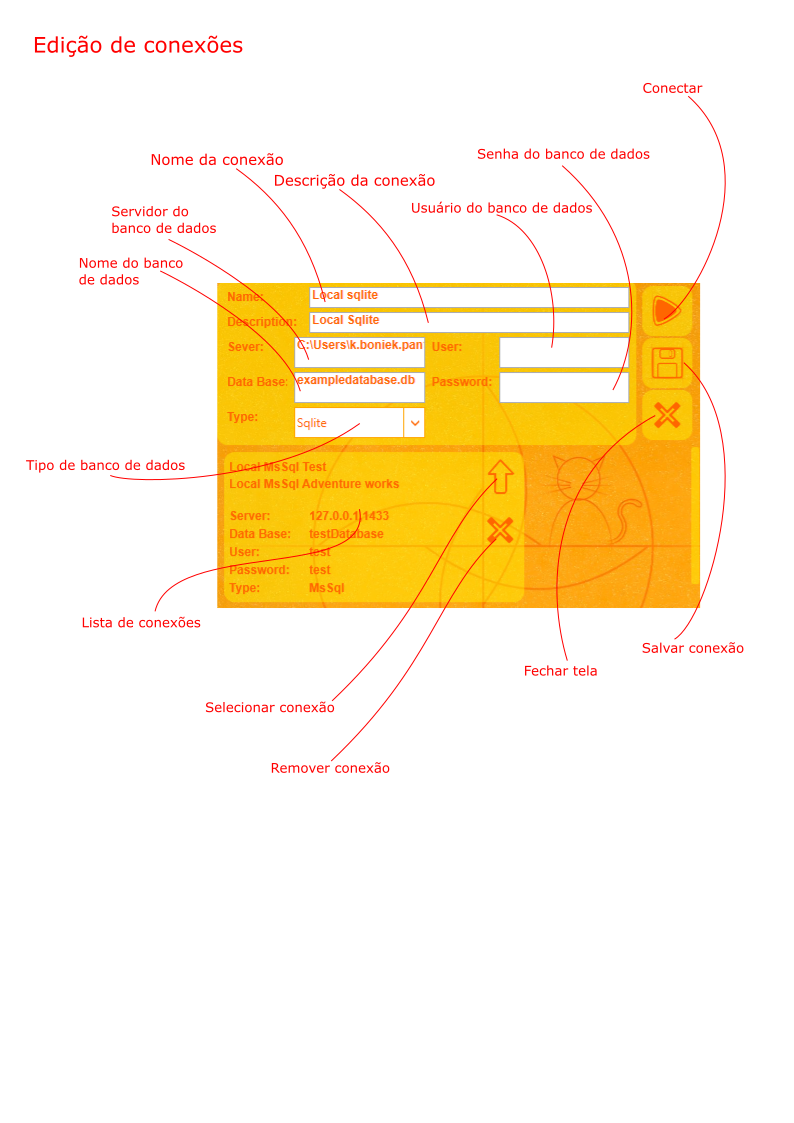 Edição de conexões
Conectar
Senha do banco de dados
Nome da conexão
Descrição da conexão
Usuário do banco de dados
Servidor do
banco de dados
Nome do banco
de dados
Name: Local sqlite
Description: Local Sqlite
Sever: C:\Users\k.boniek.pan User:
Data Base: exampledatabase.db Password:
Type: Sqlite
Tipo de banco de dados
Local MsSql Test
Local MsSql Adventure works
Server: 127.0.0.1,1433
Data Base: testDatabase
User: test
Password: test
Type: MsSql
Lista de conexões
Salvar conexão
Fechar tela
Selecionar conexão
Remover conexão